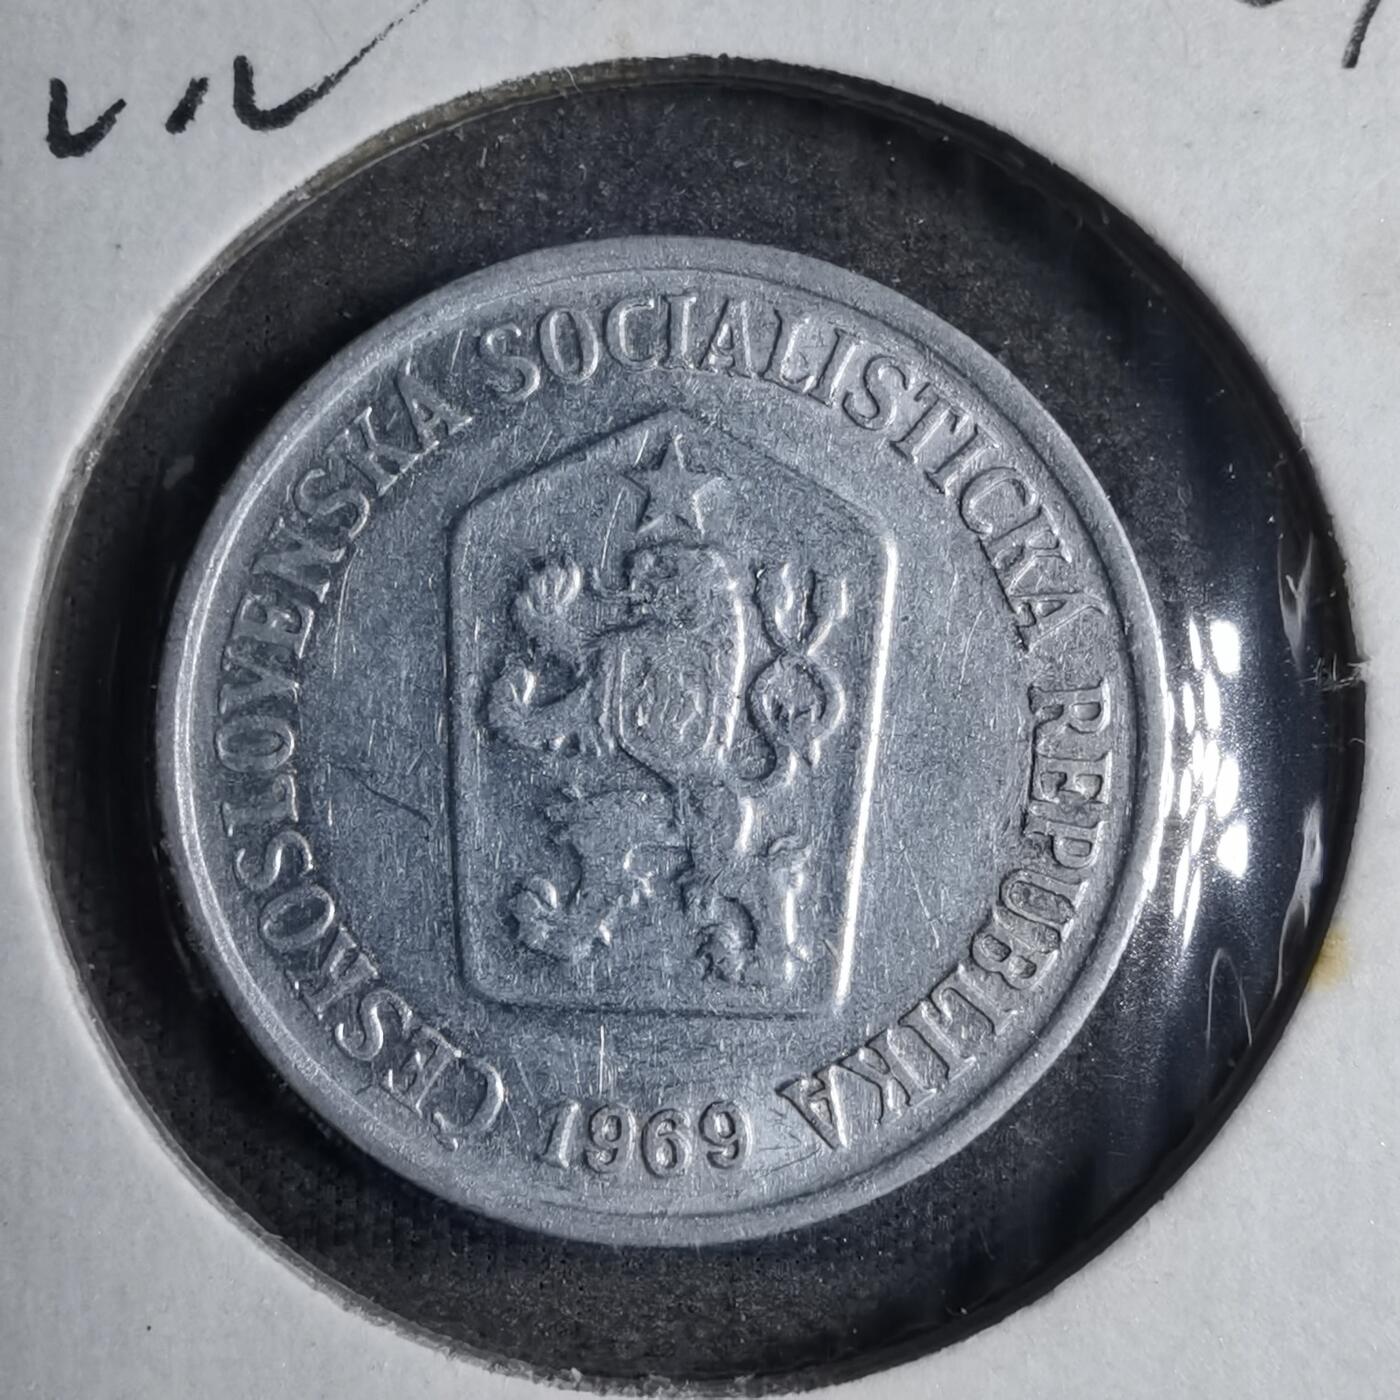 ČESKOSLOVENSKÁ SOCIALISTICKÁ REPUBLIKA
1969